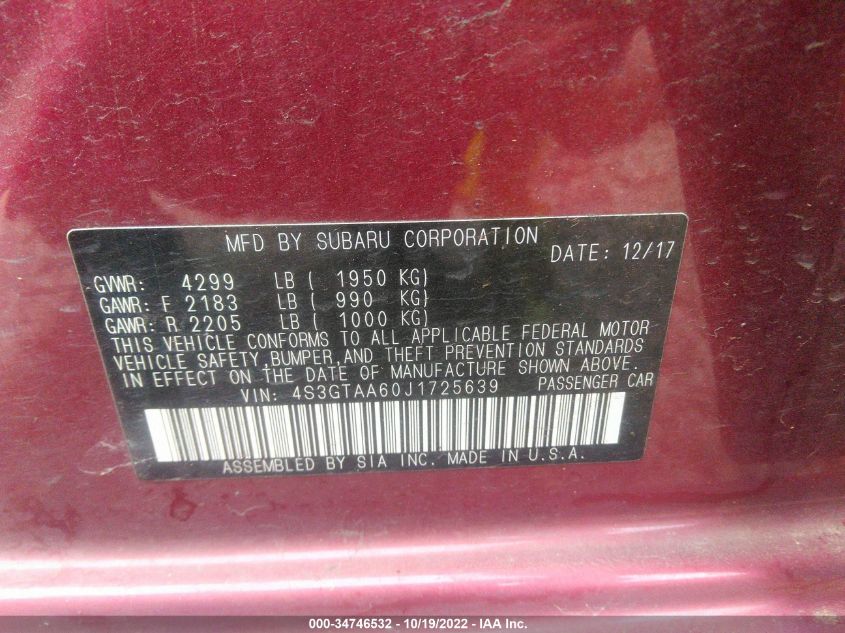 MFD BY SUBARU CORPORATION DATE: 12/17
GVWR: 4299 LB ( 1950 KG)
GAWR: F 2183 LB ( 990 KG)
GAWR: R 2205 LB ( 1000 KG)
THIS VEHICLE CONFORMS TO ALL APPLICABLE FEDERAL MOTOR
VEHICLE SAFETY, BUMPER, AND THEFT PREVENTION STANDARDS
IN EFFECT ON THE DATE OF MANUFACTURE SHOWN ABOVE.
VIN: 4S3GTAA60J1725639 PASSENGER CAR
ASSEMBLED BY SIA INC. MADE IN U.S.A.
000-34746532 - 10/19/2022 - IAA Inc.